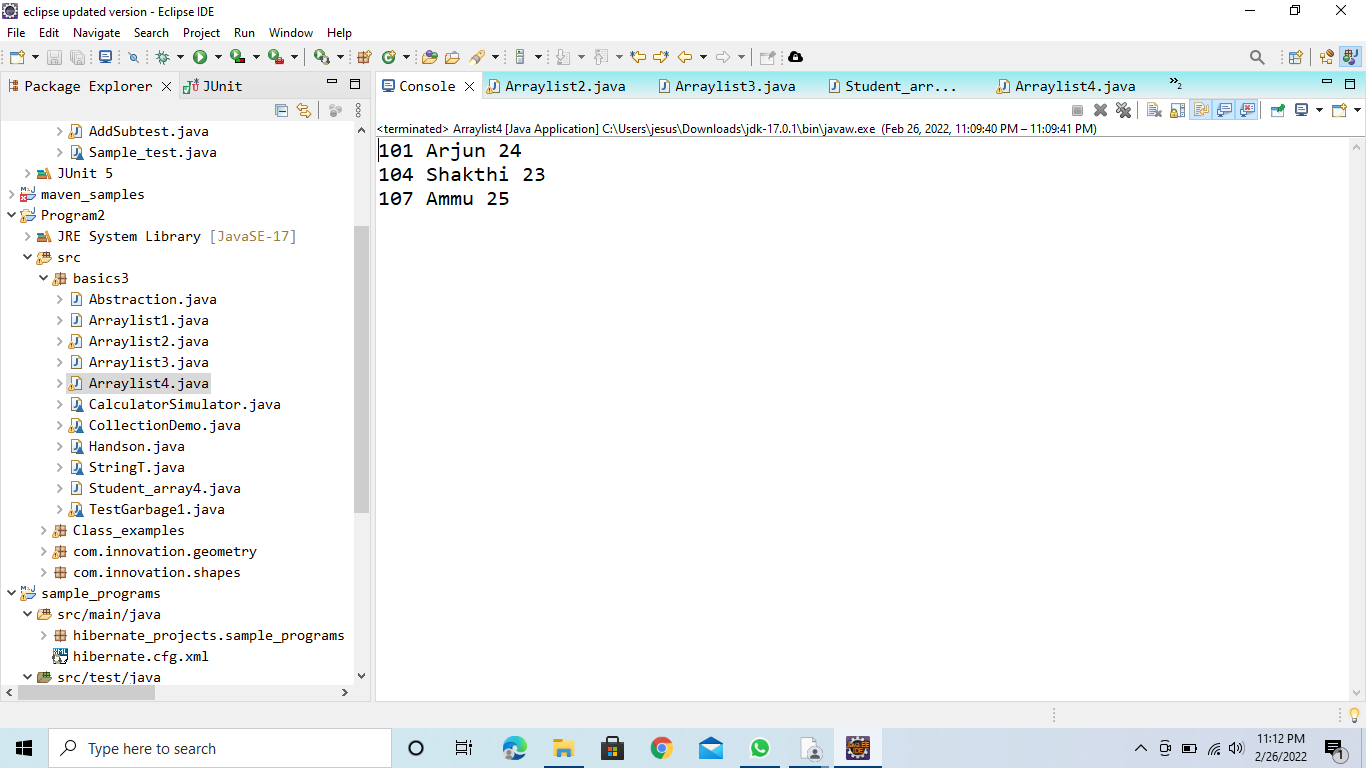 eclipse updated version - Eclipse IDE
File Edit Navigate Search Project Run Window Help
Package Explorer JUnit
AddSubtest.java
Sample_test.java
JUnit 5
maven_samples
Program2
JRE System Library [JavaSE-17]
src
basics3
Abstraction.java
Arraylist1.java
Arraylist2.java
Arraylist3.java
Arraylist4.java
CalculatorSimulator.java
CollectionDemo.java
Handson.java
StringT.java
Student_array4.java
TestGarbage1.java
Class_examples
com.innovation.geometry
com.innovation.shapes
sample_programs
src/main/java
hibernate_projects.sample_programs
hibernate.cfg.xml
src/test/java
Console Arraylist2.java Arraylist3.java Student_arr... Arraylist4.java »2
<terminated> Arraylist4 [Java Application] C:\Users\jesus\Downloads\jdk-17.0.1\bin\javaw.exe (Feb 26, 2022, 11:09:40 PM – 11:09:41 PM)
101 Arjun 24
104 Shakthi 23
107 Ammu 25
Type here to search
11:12 PM
2/26/2022
1